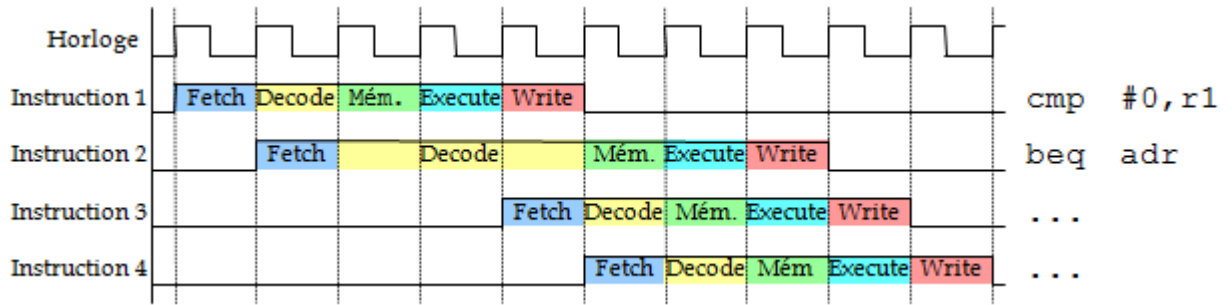 Horloge
Instruction 1 Fetch Decode Mém. Execute Write cmp #0,r1
Instruction 2 Fetch Decode Mém. Execute Write beq adr
Instruction 3 Fetch Decode Mém. Execute Write ...
Instruction 4 Fetch Decode Mém Execute Write ...